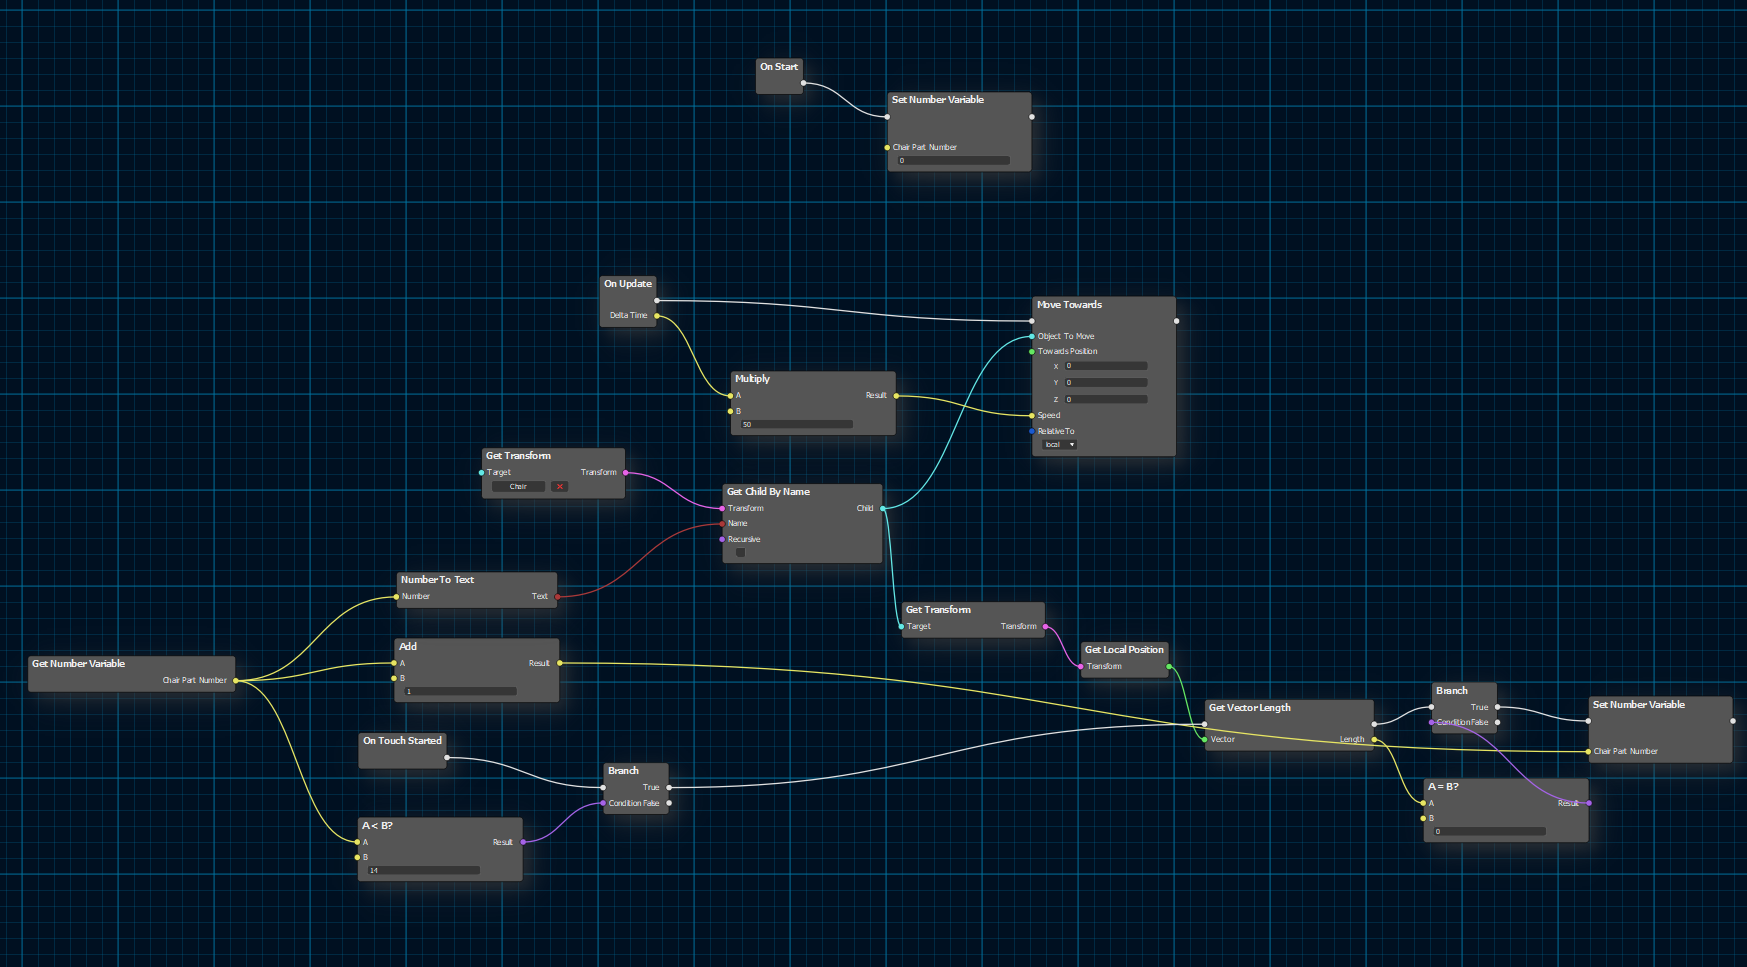 On Start
Set Number Variable
Chair Part Number
0
On Update
Delta Time
Move Towards
Object To Move
Towards Position
X 0
Y 0
Z 0
Speed
Relative To
local
Multiply
A Result
B
50
Get Transform
Target Transform
Chair
Get Child By Name
Transform Child
Name
Recursive
Number To Text
Number Text
Get Transform
Target Transform
Add
A Result
B
1
Get Number Variable
Chair Part Number
Get Local Position
Transform
Get Vector Length
Vector Length
Branch
True
Condition False
Set Number Variable
Chair Part Number
On Touch Started
Branch
True
Condition False
A = B?
A Result
B
0
A < B?
A Result
B
14